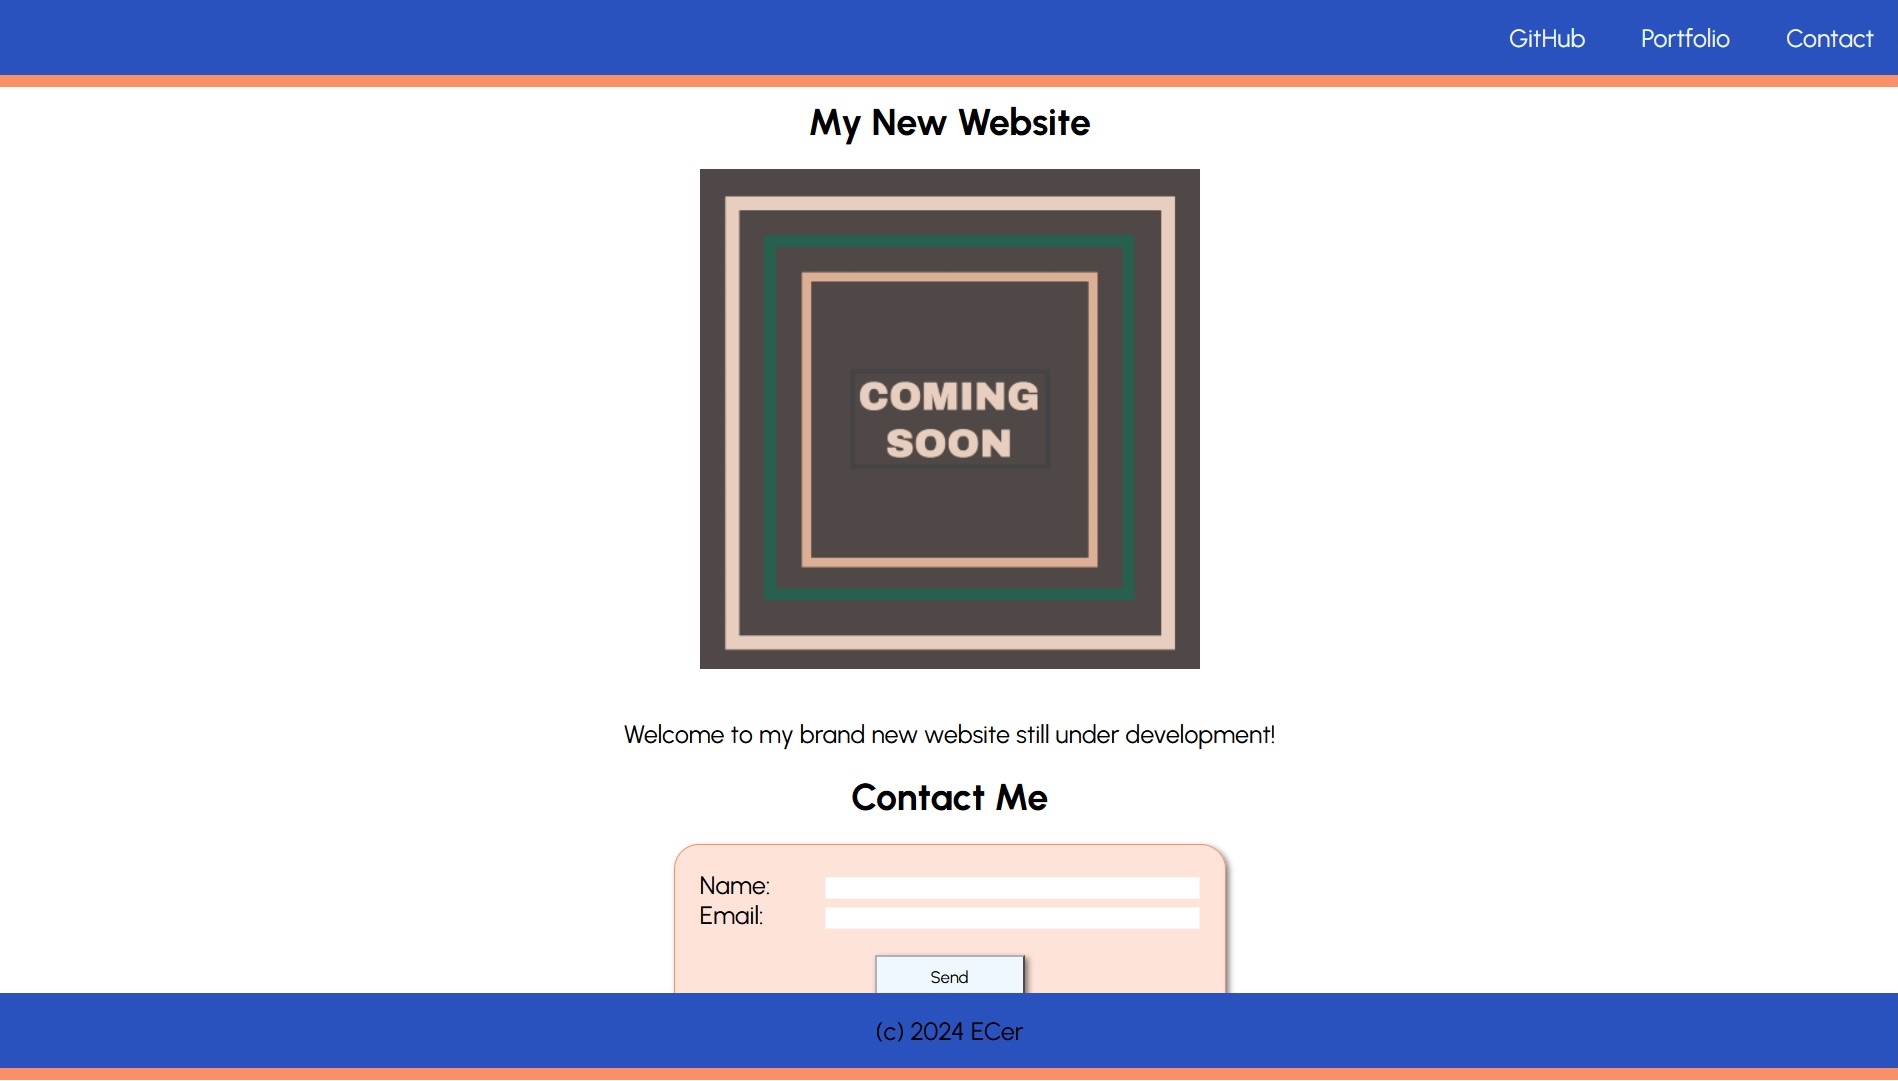 GitHub Portfolio Contact
My New Website
COMING
SOON
Welcome to my brand new website still under development!
Contact Me
Name:
Email:
Send
(c) 2024 ECer